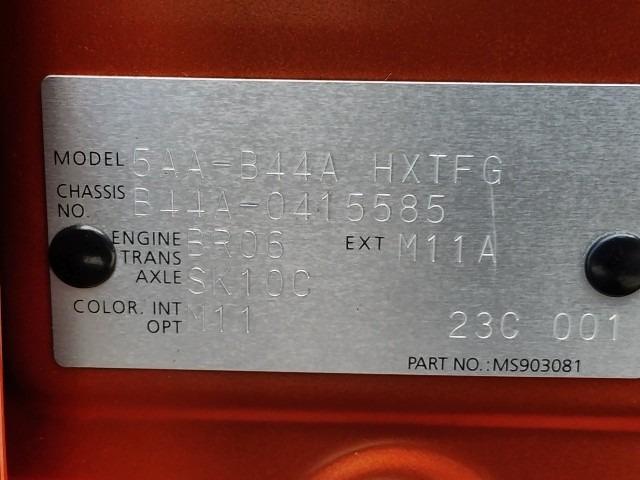 MODEL 5AA-B44A HXTFG
CHASSIS NO. B44A-0415585
ENGINE BR06 EXT M11A
TRANS AXLE SK10C
COLOR. INT OPT M11 23C 001
PART NO.:MS903081